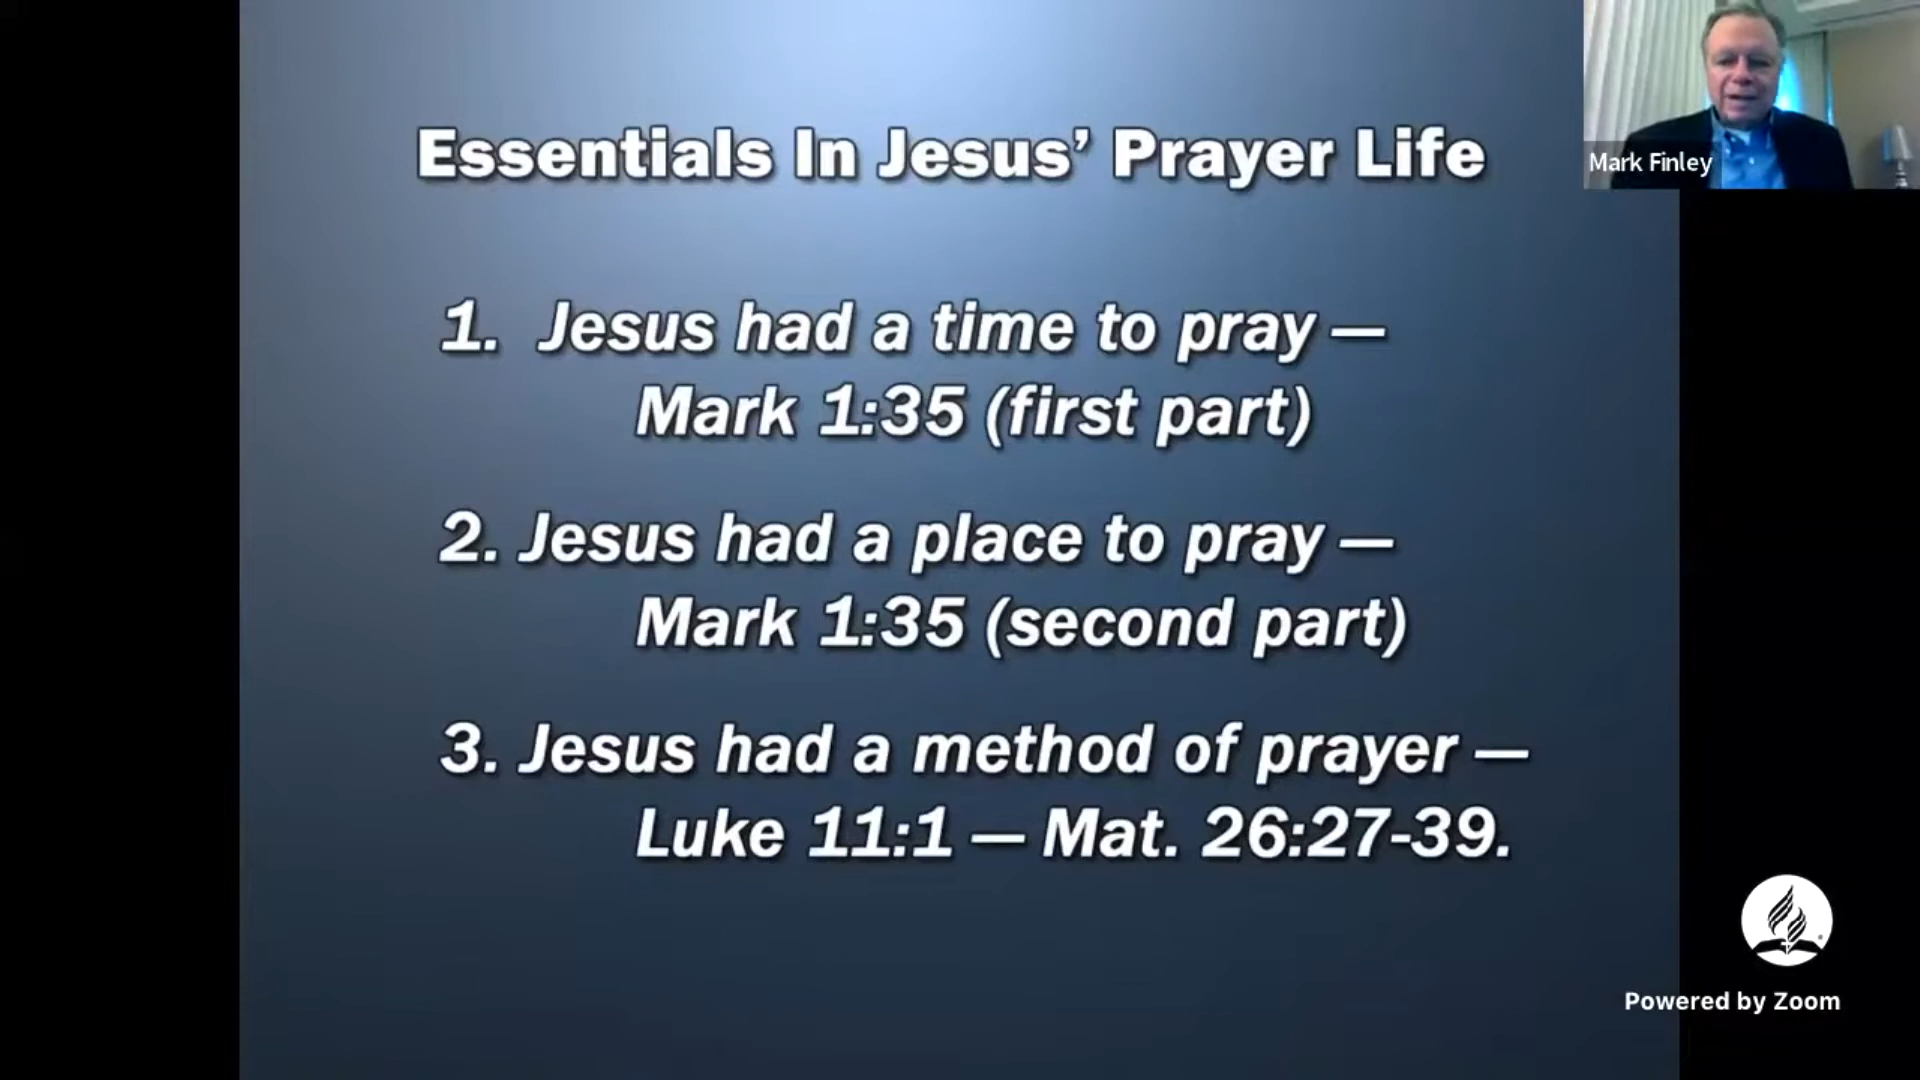 Essentials In Jesus’ Prayer Life
1. Jesus had a time to pray —
Mark 1:35 (first part)
2. Jesus had a place to pray —
Mark 1:35 (second part)
3. Jesus had a method of prayer —
Luke 11:1 — Mat. 26:27-39.
Mark Finley
Powered by Zoom